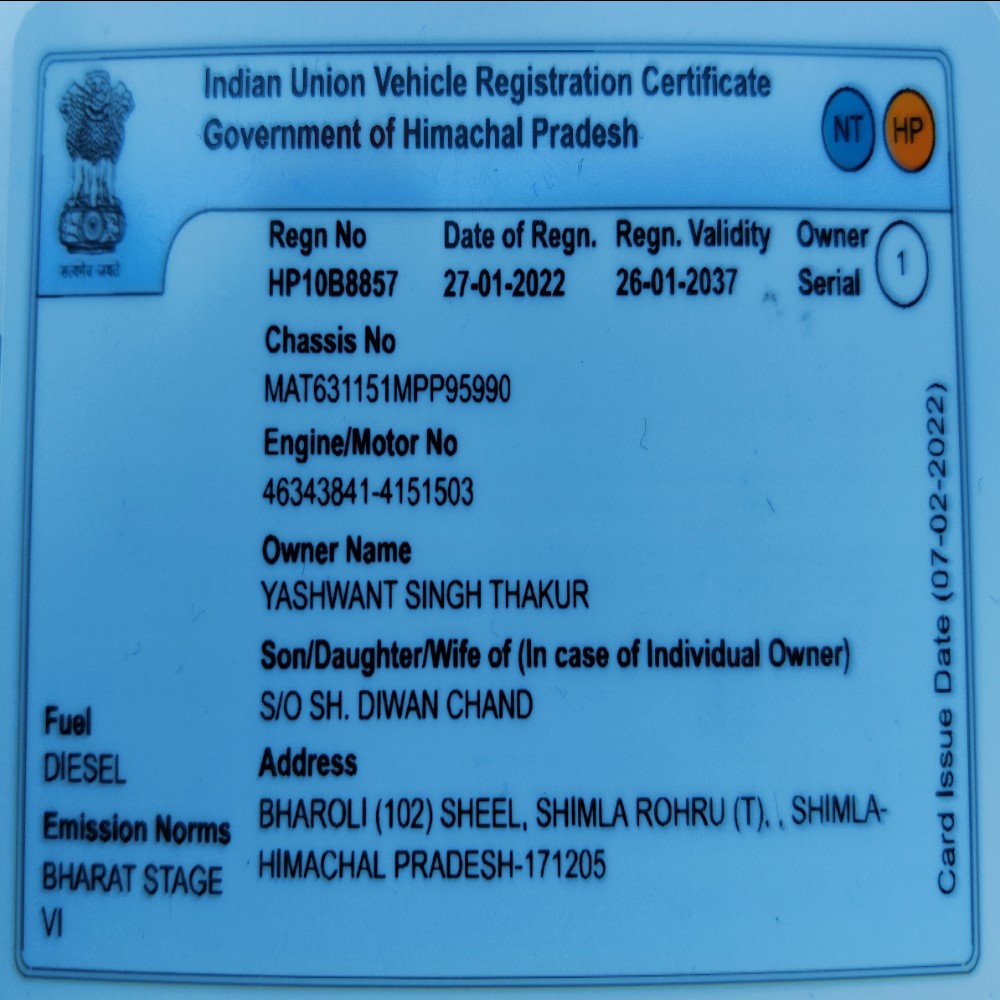 Indian Union Vehicle Registration Certificate
Government of Himachal Pradesh
NT HP
सत्यमेव जयते
Regn No Date of Regn. Regn. Validity Owner Serial 1
HP10B8857 27-01-2022 26-01-2037
Chassis No
MAT631151MPP95990
Engine/Motor No
46343841-4151503
Owner Name
YASHWANT SINGH THAKUR
Son/Daughter/Wife of (In case of Individual Owner)
S/O SH. DIWAN CHAND
Fuel
DIESEL
Emission Norms
BHARAT STAGE
VI
Address
BHAROLI (102) SHEEL, SHIMLA ROHRU (T), , SHIMLA-
HIMACHAL PRADESH-171205
Card Issue Date (07-02-2022)